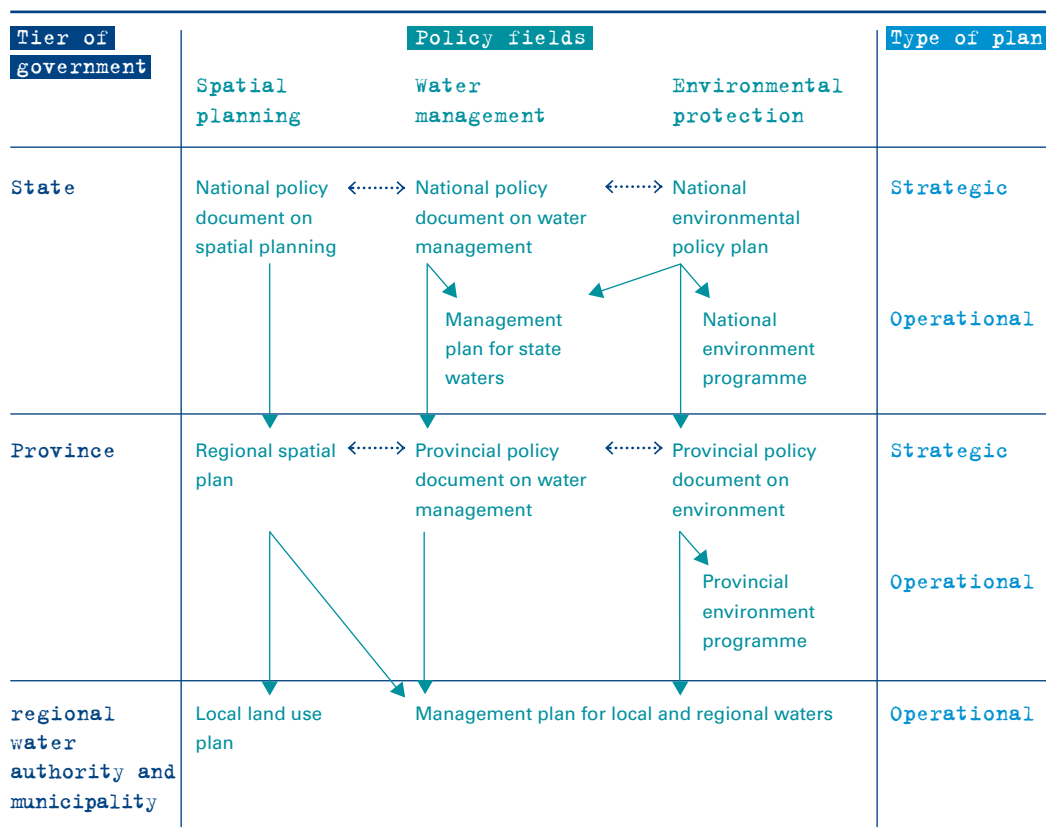 Tier of
government
Policy fields
Type of plan
Spatial
planning
Water
management
Environmental
protection
State
National policy
document on
spatial planning
National policy
document on water
management
National
environmental
policy plan
Strategic
Management
plan for state
waters
National
environment
programme
Operational
Province
Regional spatial
plan
Provincial policy
document on water
management
Provincial policy
document on
environment
Strategic
Provincial
environment
programme
Operational
regional
water
authority and
municipality
Local land use
plan
Management plan for local and regional waters
Operational